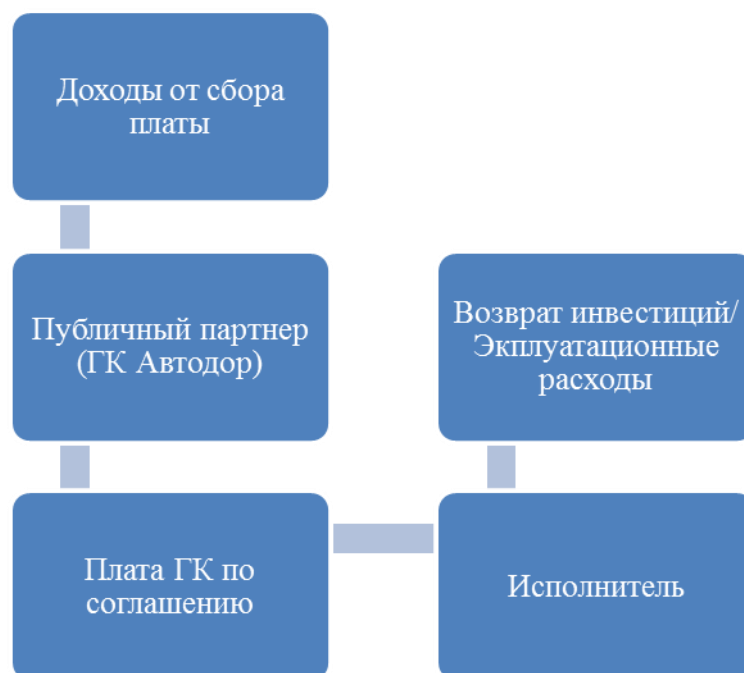 Доходы от сбора
платы
Публичный партнер
(ГК Автодор)
Плата ГК по
соглашению
Исполнитель
Возврат инвестиций/
Экплуатационные
расходы